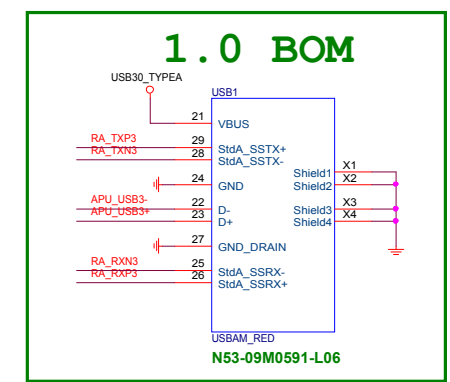 1.0 BOM
USB30_TYPEA
USB1
21 VBUS
RA_TXP3 29 StdA_SSTX+
RA_TXN3 28 StdA_SSTX-
24 GND
Shield1 X1
Shield2 X2
APU_USB3- 22 D-
Shield3 X3
APU_USB3+ 23 D+
Shield4 X4
27 GND_DRAIN
RA_RXN3 25 StdA_SSRX-
RA_RXP3 26 StdA_SSRX+
USBAM_RED
N53-09M0591-L06